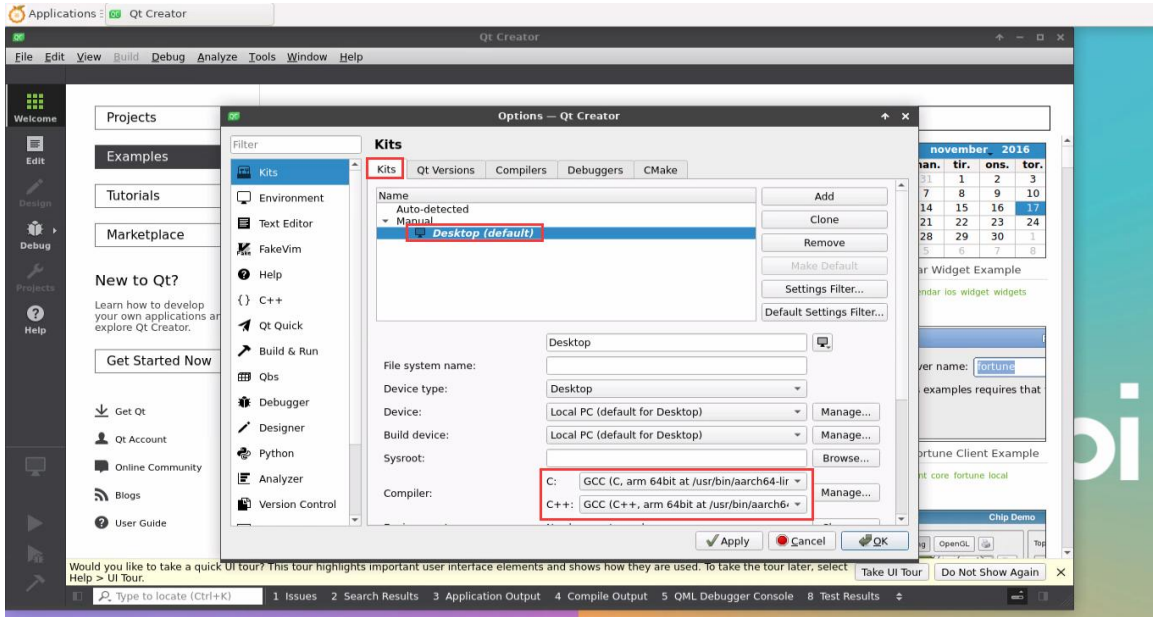 Applications
Qt Creator
Qt Creator
File Edit View Build Debug Analyze Tools Window Help
Welcome
Edit
Design
Debug
Projects
Help
Projects
Examples
Tutorials
Marketplace
New to Qt?
Learn how to develop
your own applications
explore Qt Creator.
Get Started Now
Get Qt
Qt Account
Online Community
Blogs
User Guide
Options — Qt Creator
Filter
Kits
Environment
Text Editor
FakeVim
Help
C++
Qt Quick
Build & Run
Qbs
Debugger
Designer
Python
Analyzer
Version Control
Kits
Kits Qt Versions Compilers Debuggers CMake
Name
Auto-detected
Manual
Desktop (default)
Add
Clone
Remove
Make Default
Settings Filter...
Default Settings Filter...
Desktop
File system name:
Device type: Desktop
Device: Local PC (default for Desktop) Manage...
Build device: Local PC (default for Desktop) Manage...
Sysroot: Browse...
Compiler:
C: GCC (C, arm 64bit at /usr/bin/aarch64-lir
C++: GCC (C++, arm 64bit at /usr/bin/aarch6
Manage...
Apply Cancel OK
november 2016
man. tir. ons. tor.
31 1 2 3
7 8 9 10
14 15 16 17
21 22 23 24
28 29 30 1
5 6 7 8
ar Widget Example
endar ios widget widgets
ver name: fortune
examples requires that
ortune Client Example
nt core fortune local
Chip Demo
OpenGL
Top
pi
Would you like to take a quick UI tour? This tour highlights important user interface elements and shows how they are used. To take the tour later, select
Help > UI Tour.
Take UI Tour Do Not Show Again
Type to locate (Ctrl+K) 1 Issues 2 Search Results 3 Application Output 4 Compile Output 5 QML Debugger Console 8 Test Results